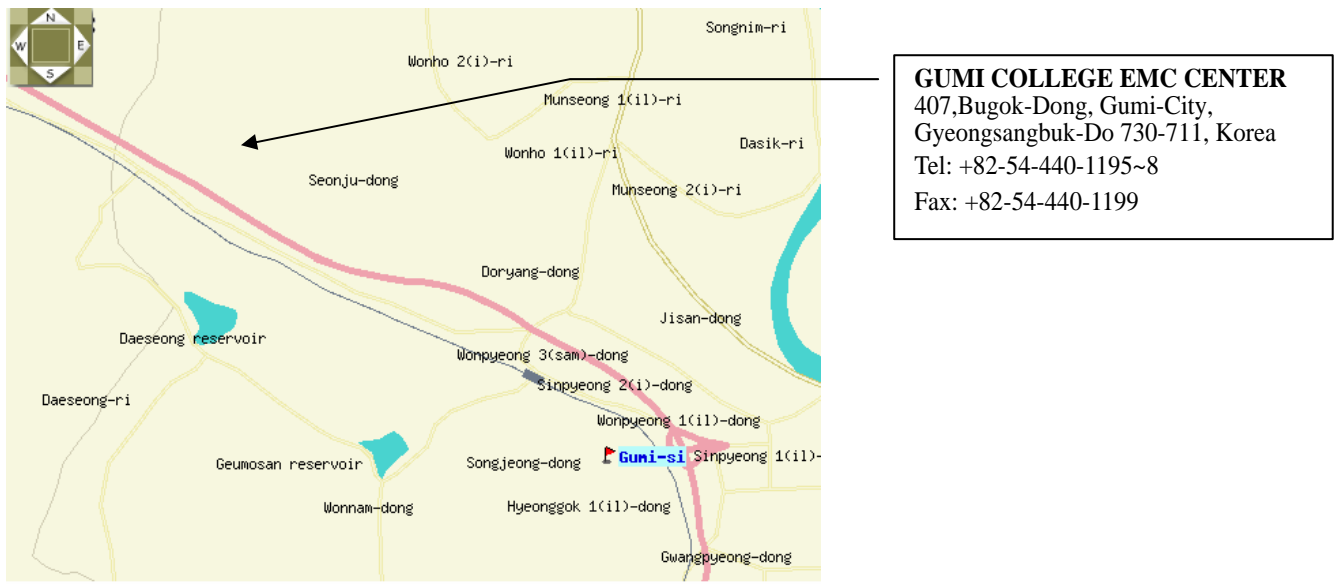 N
W E
S
Songnim-ri
Wonho 2(i)-ri
Munseong 1(il)-ri
Dasik-ri
Wonho 1(il)-ri
Seonju-dong
Munseong 2(i)-ri
Doryang-dong
Jisan-dong
Daeseong reservoir
Wonpyeong 3(sam)-dong
Sinpyeong 2(i)-dong
Daeseong-ri
Wonpyeong 1(il)-dong
Geumosan reservoir
Songjeong-dong
Gumi-si
Sinpyeong 1(il)-
Wonnam-dong
Hyeonggok 1(il)-dong
Gwangpyeong-dong
GUMI COLLEGE EMC CENTER
407,Bugok-Dong, Gumi-City,
Gyeongsangbuk-Do 730-711, Korea
Tel: +82-54-440-1195~8
Fax: +82-54-440-1199